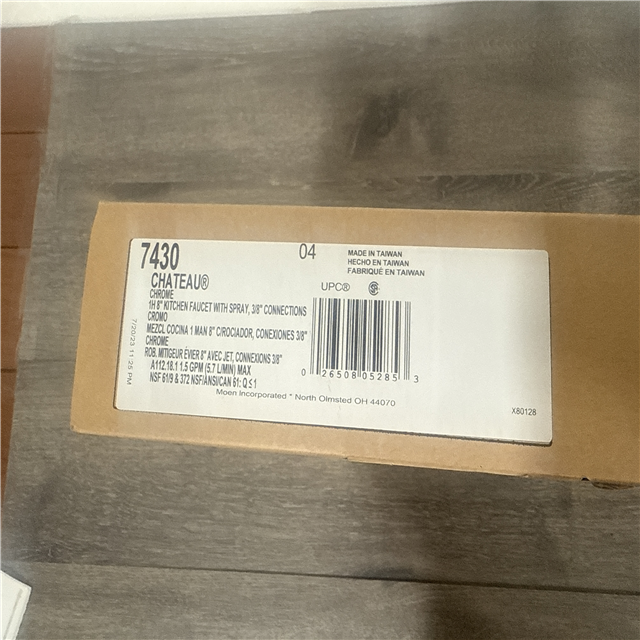 7430
04
MADE IN TAIWAN
HECHO EN TAIWAN
FABRIQUÉ EN TAIWAN
CHATEAU®
CHROME
1H 8" KITCHEN FAUCET WITH SPRAY, 3/8" CONNECTIONS
CROMO
MEZCL COCINA 1 MAN 8" C/ROCIADOR, CONEXIONES 3/8"
CHROME
ROB. MITIGEUR ÉVIER 8" AVEC JET, CONNEXIONS 3/8"
A112.18.1 1.5 GPM (5.7 L/MIN) MAX
NSF 61/9 & 372 NSF/ANSI/CAN 61: Q ≤ 1
UPC®
0 26508 05285 3
Moen Incorporated * North Olmsted OH 44070
X80128
7/20/23 11:25 PM